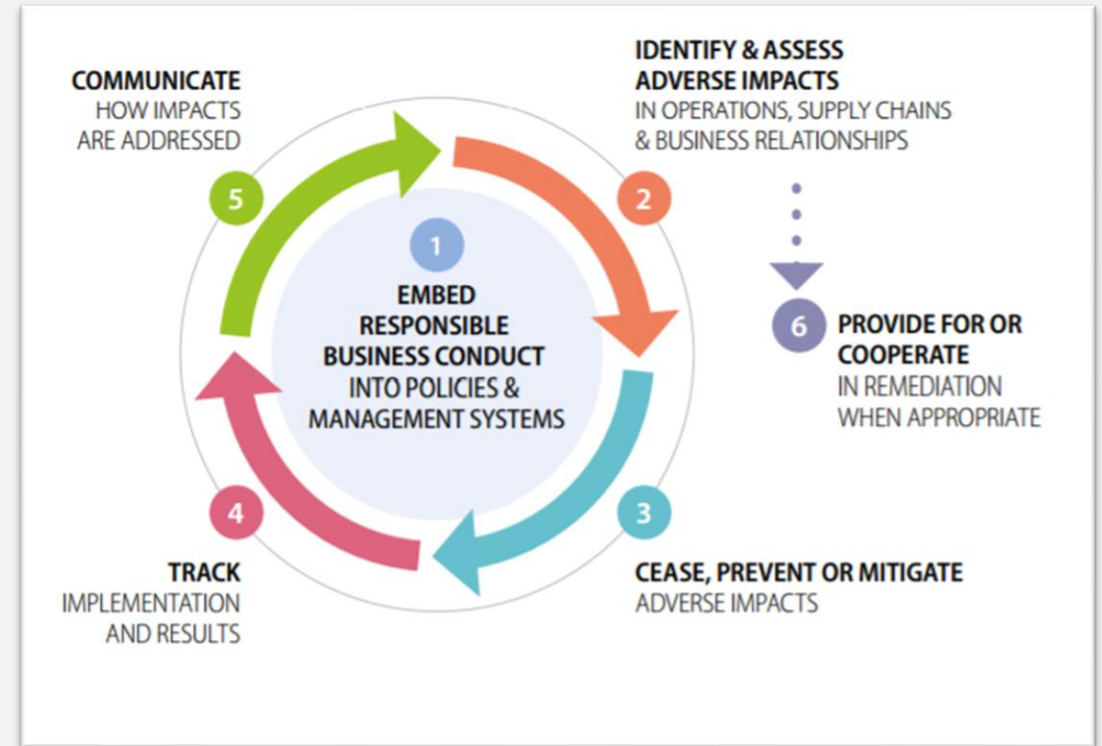 COMMUNICATE
HOW IMPACTS
ARE ADDRESSED
5
IDENTIFY & ASSESS
ADVERSE IMPACTS
IN OPERATIONS, SUPPLY CHAINS
& BUSINESS RELATIONSHIPS
2
1
EMBED
RESPONSIBLE
BUSINESS CONDUCT
INTO POLICIES &
MANAGEMENT SYSTEMS
6
PROVIDE FOR OR
COOPERATE
IN REMEDIATION
WHEN APPROPRIATE
4
TRACK
IMPLEMENTATION
AND RESULTS
3
CEASE, PREVENT OR MITIGATE
ADVERSE IMPACTS